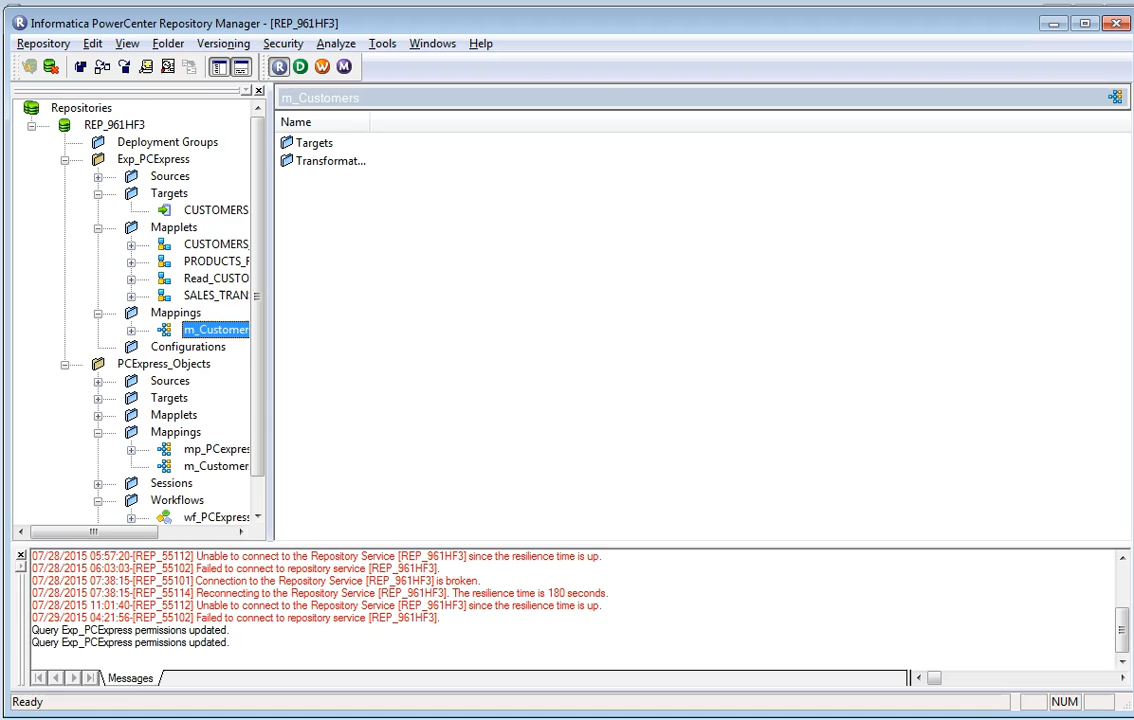 Informatica PowerCenter Repository Manager - [REP_961HF3]
Repository Edit View Folder Versioning Security Analyze Tools Windows Help
R D W M
Repositories
REP_961HF3
Deployment Groups
Exp_PCExpress
Sources
Targets
CUSTOMERS
Mapplets
CUSTOMERS_
PRODUCTS_F
Read_CUSTO
SALES_TRAN
Mappings
m_Customer
Configurations
PCExpress_Objects
Sources
Targets
Mapplets
Mappings
mp_PCexpres
m_Customer
Sessions
Workflows
wf_PCExpress
m_Customers
Name
Targets
Transformat...
07/28/2015 05:57:20-[REP_55112] Unable to connect to the Repository Service [REP_961HF3] since the resilience time is up.
07/28/2015 06:03:03-[REP_55102] Failed to connect to repository service [REP_961HF3].
07/28/2015 07:38:15-[REP_55101] Connection to the Repository Service [REP_961HF3] is broken.
07/28/2015 07:38:15-[REP_55114] Reconnecting to the Repository Service [REP_961HF3]. The resilience time is 180 seconds.
07/28/2015 11:01:40-[REP_55112] Unable to connect to the Repository Service [REP_961HF3] since the resilience time is up.
07/29/2015 04:21:56-[REP_55102] Failed to connect to repository service [REP_961HF3].
Query Exp_PCExpress permissions updated.
Query Exp_PCExpress permissions updated.
Messages
Ready
NUM